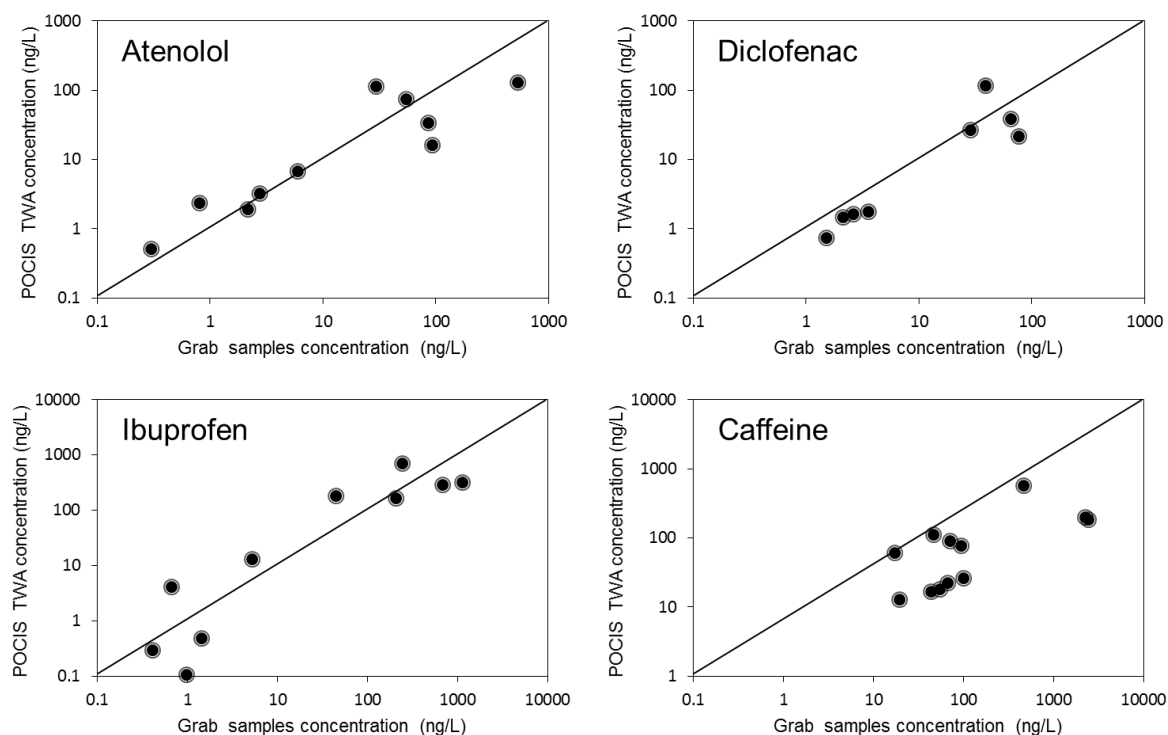 Atenolol
POCIS TWA concentration (ng/L)
1000
100
10
1
0.1
0.1 1 10 100 1000
Grab samples concentration (ng/L)
Diclofenac
POCIS TWA concentration (ng/L)
1000
100
10
1
0.1
0.1 1 10 100 1000
Grab samples concentration (ng/L)
Ibuprofen
POCIS TWA concentration (ng/L)
10000
1000
100
10
1
0.1
0.1 1 10 100 1000 10000
Grab samples concentration (ng/L)
Caffeine
POCIS TWA concentration (ng/L)
10000
1000
100
10
1
0.1 1 10 100 1000 10000
Grab samples concentration (ng/L)